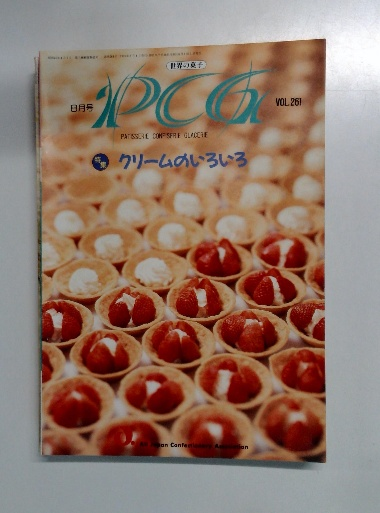 世界の菓子
8月号
PCG
VOL.261
PATISSERIE CONFISERIE GLACERIE
特集 クリームのいろいろ
Japan Confectionery Association